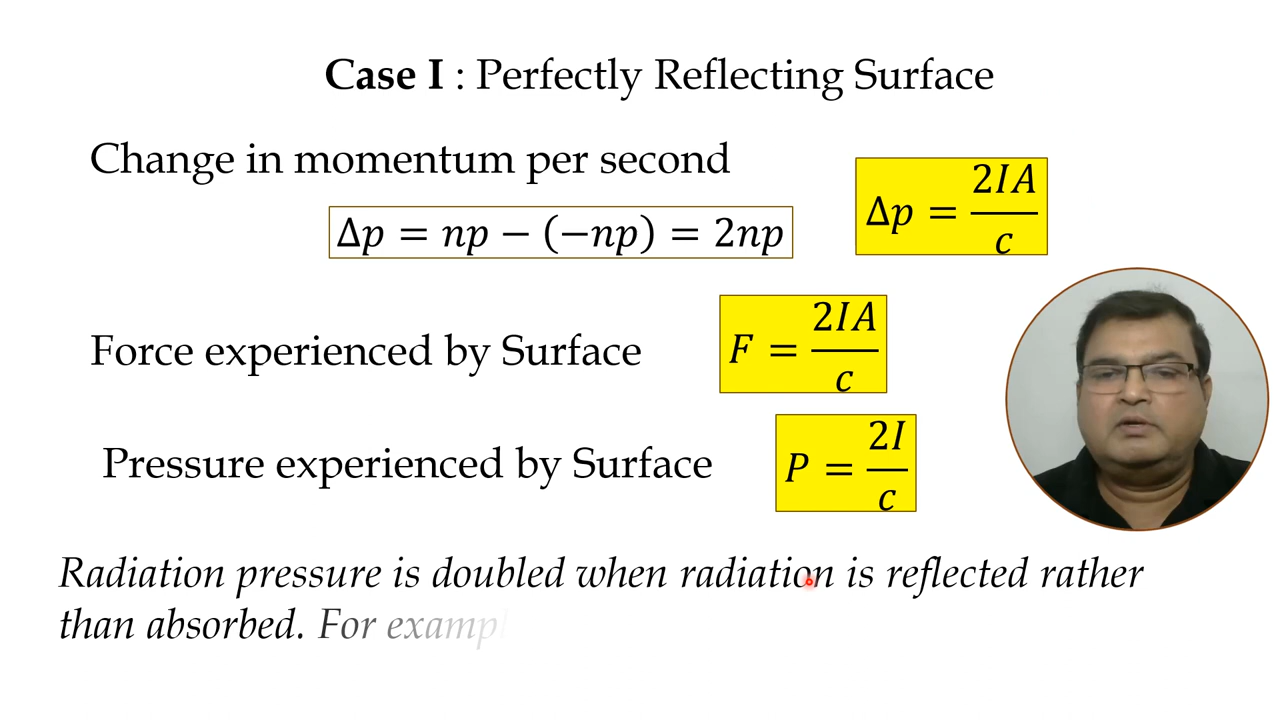 Case I : Perfectly Reflecting Surface
Change in momentum per second
Δp = np − (−np) = 2np
Δp = 2IA/c
Force experienced by Surface
F = 2IA/c
Pressure experienced by Surface
P = 2I/c
Radiation pressure is doubled when radiation is reflected rather
than absorbed. For